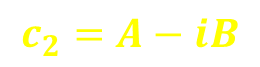 c₂ = A − iB